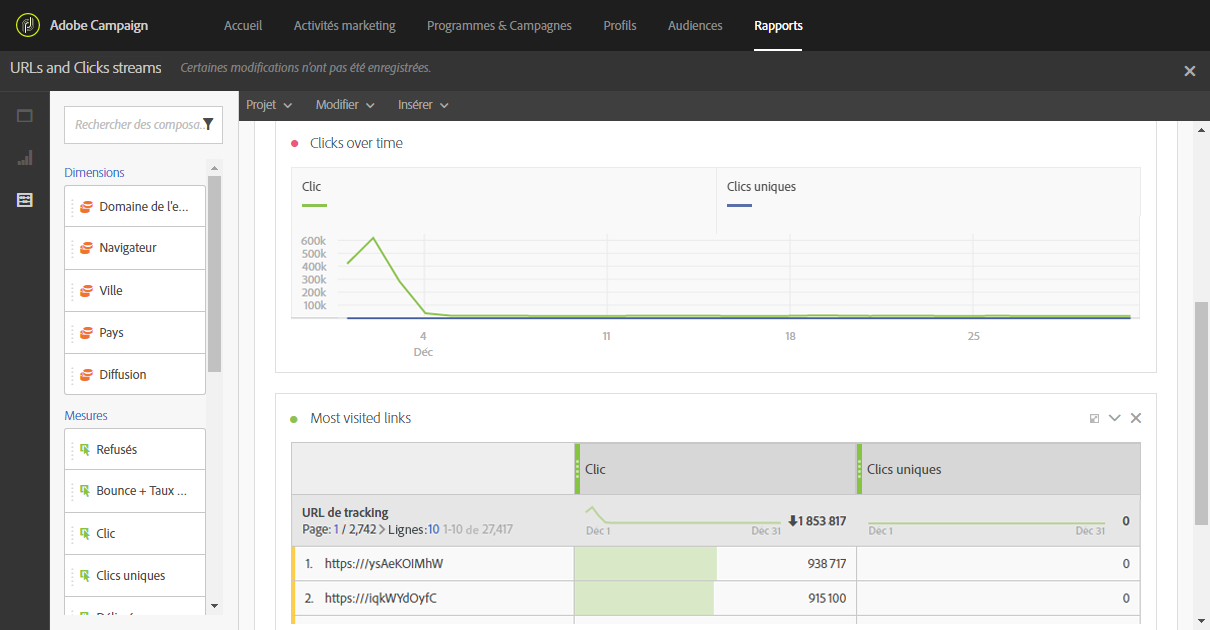 Adobe Campaign Accueil Activités marketing Programmes & Campagnes Profils Audiences Rapports
URLs and Clicks streams Certaines modifications n'ont pas été enregistrées.
Projet Modifier Insérer
Rechercher des composa.
Dimensions
Domaine de l'e...
Navigateur
Ville
Pays
Diffusion
Mesures
Refusés
Bounce + Taux ...
Clic
Clics uniques
Clicks over time
Clic Clics uniques
600k
500k
400k
300k
200k
100k
4 11 18 25
Déc
Most visited links
Clic Clics uniques
URL de tracking
Page: 1 / 2,742 > Lignes: 10 1-10 de 27,417
Déc 1 Déc 31 1 853 817 Déc 1 Déc 31 0
1. https:///ysAeKOIMhW 938 717 0
2. https:///iqkWYdOyfC 915 100 0